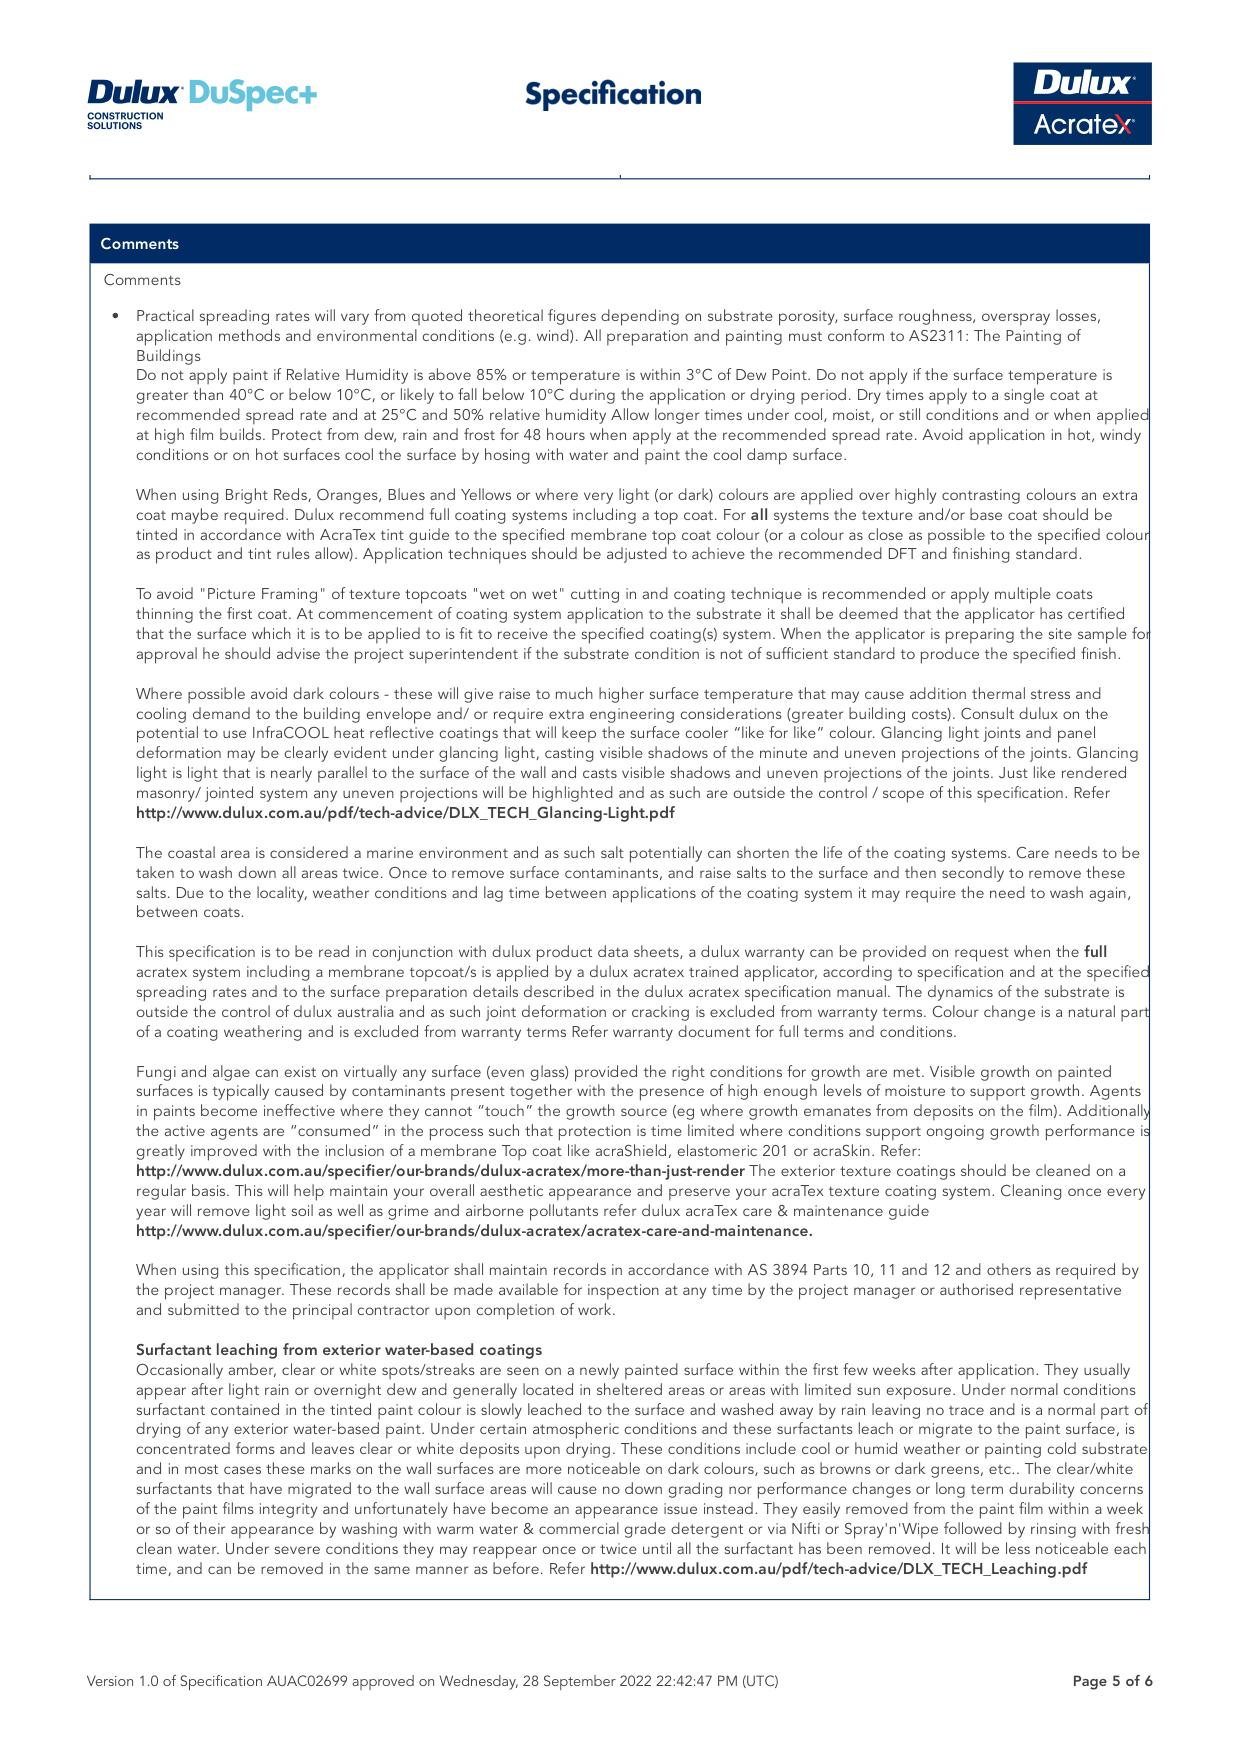 Dulux DuSpec+
CONSTRUCTION
SOLUTIONS
Specification
Dulux
Acratex
Comments
Comments
• Practical spreading rates will vary from quoted theoretical figures depending on substrate porosity, surface roughness, overspray losses,
application methods and environmental conditions (e.g. wind). All preparation and painting must conform to AS2311: The Painting of
Buildings
Do not apply paint if Relative Humidity is above 85% or temperature is within 3°C of Dew Point. Do not apply if the surface temperature is
greater than 40°C or below 10°C, or likely to fall below 10°C during the application or drying period. Dry times apply to a single coat at
recommended spread rate and at 25°C and 50% relative humidity Allow longer times under cool, moist, or still conditions and or when applied
at high film builds. Protect from dew, rain and frost for 48 hours when apply at the recommended spread rate. Avoid application in hot, windy
conditions or on hot surfaces cool the surface by hosing with water and paint the cool damp surface.
When using Bright Reds, Oranges, Blues and Yellows or where very light (or dark) colours are applied over highly contrasting colours an extra
coat maybe required. Dulux recommend full coating systems including a top coat. For all systems the texture and/or base coat should be
tinted in accordance with AcraTex tint guide to the specified membrane top coat colour (or a colour as close as possible to the specified colour
as product and tint rules allow). Application techniques should be adjusted to achieve the recommended DFT and finishing standard.
To avoid "Picture Framing" of texture topcoats "wet on wet" cutting in and coating technique is recommended or apply multiple coats
thinning the first coat. At commencement of coating system application to the substrate it shall be deemed that the applicator has certified
that the surface which it is to be applied to is fit to receive the specified coating(s) system. When the applicator is preparing the site sample for
approval he should advise the project superintendent if the substrate condition is not of sufficient standard to produce the specified finish.
Where possible avoid dark colours - these will give raise to much higher surface temperature that may cause addition thermal stress and
cooling demand to the building envelope and/ or require extra engineering considerations (greater building costs). Consult dulux on the
potential to use InfraCOOL heat reflective coatings that will keep the surface cooler “like for like” colour. Glancing light joints and panel
deformation may be clearly evident under glancing light, casting visible shadows of the minute and uneven projections of the joints. Glancing
light is light that is nearly parallel to the surface of the wall and casts visible shadows and uneven projections of the joints. Just like rendered
masonry/ jointed system any uneven projections will be highlighted and as such are outside the control / scope of this specification. Refer
http://www.dulux.com.au/pdf/tech-advice/DLX_TECH_Glancing-Light.pdf
The coastal area is considered a marine environment and as such salt potentially can shorten the life of the coating systems. Care needs to be
taken to wash down all areas twice. Once to remove surface contaminants, and raise salts to the surface and then secondly to remove these
salts. Due to the locality, weather conditions and lag time between applications of the coating system it may require the need to wash again,
between coats.
This specification is to be read in conjunction with dulux product data sheets, a dulux warranty can be provided on request when the full
acratex system including a membrane topcoat/s is applied by a dulux acratex trained applicator, according to specification and at the specified
spreading rates and to the surface preparation details described in the dulux acratex specification manual. The dynamics of the substrate is
outside the control of dulux australia and as such joint deformation or cracking is excluded from warranty terms. Colour change is a natural part
of a coating weathering and is excluded from warranty terms Refer warranty document for full terms and conditions.
Fungi and algae can exist on virtually any surface (even glass) provided the right conditions for growth are met. Visible growth on painted
surfaces is typically caused by contaminants present together with the presence of high enough levels of moisture to support growth. Agents
in paints become ineffective where they cannot “touch” the growth source (eg where growth emanates from deposits on the film). Additionally
the active agents are “consumed” in the process such that protection is time limited where conditions support ongoing growth performance is
greatly improved with the inclusion of a membrane Top coat like acraShield, elastomeric 201 or acraSkin. Refer:
http://www.dulux.com.au/specifier/our-brands/dulux-acratex/more-than-just-render The exterior texture coatings should be cleaned on a
regular basis. This will help maintain your overall aesthetic appearance and preserve your acraTex texture coating system. Cleaning once every
year will remove light soil as well as grime and airborne pollutants refer dulux acraTex care & maintenance guide
http://www.dulux.com.au/specifier/our-brands/dulux-acratex/acratex-care-and-maintenance.
When using this specification, the applicator shall maintain records in accordance with AS 3894 Parts 10, 11 and 12 and others as required by
the project manager. These records shall be made available for inspection at any time by the project manager or authorised representative
and submitted to the principal contractor upon completion of work.
Surfactant leaching from exterior water-based coatings
Occasionally amber, clear or white spots/streaks are seen on a newly painted surface within the first few weeks after application. They usually
appear after light rain or overnight dew and generally located in sheltered areas or areas with limited sun exposure. Under normal conditions
surfactant contained in the tinted paint colour is slowly leached to the surface and washed away by rain leaving no trace and is a normal part of
drying of any exterior water-based paint. Under certain atmospheric conditions and these surfactants leach or migrate to the paint surface, is
concentrated forms and leaves clear or white deposits upon drying. These conditions include cool or humid weather or painting cold substrate
and in most cases these marks on the wall surfaces are more noticeable on dark colours, such as browns or dark greens, etc.. The clear/white
surfactants that have migrated to the wall surface areas will cause no down grading nor performance changes or long term durability concerns
of the paint films integrity and unfortunately have become an appearance issue instead. They easily removed from the paint film within a week
or so of their appearance by washing with warm water & commercial grade detergent or via Nifti or Spray'n'Wipe followed by rinsing with fresh
clean water. Under severe conditions they may reappear once or twice until all the surfactant has been removed. It will be less noticeable each
time, and can be removed in the same manner as before. Refer http://www.dulux.com.au/pdf/tech-advice/DLX_TECH_Leaching.pdf
Version 1.0 of Specification AUAC02699 approved on Wednesday, 28 September 2022 22:42:47 PM (UTC)
Page 5 of 6